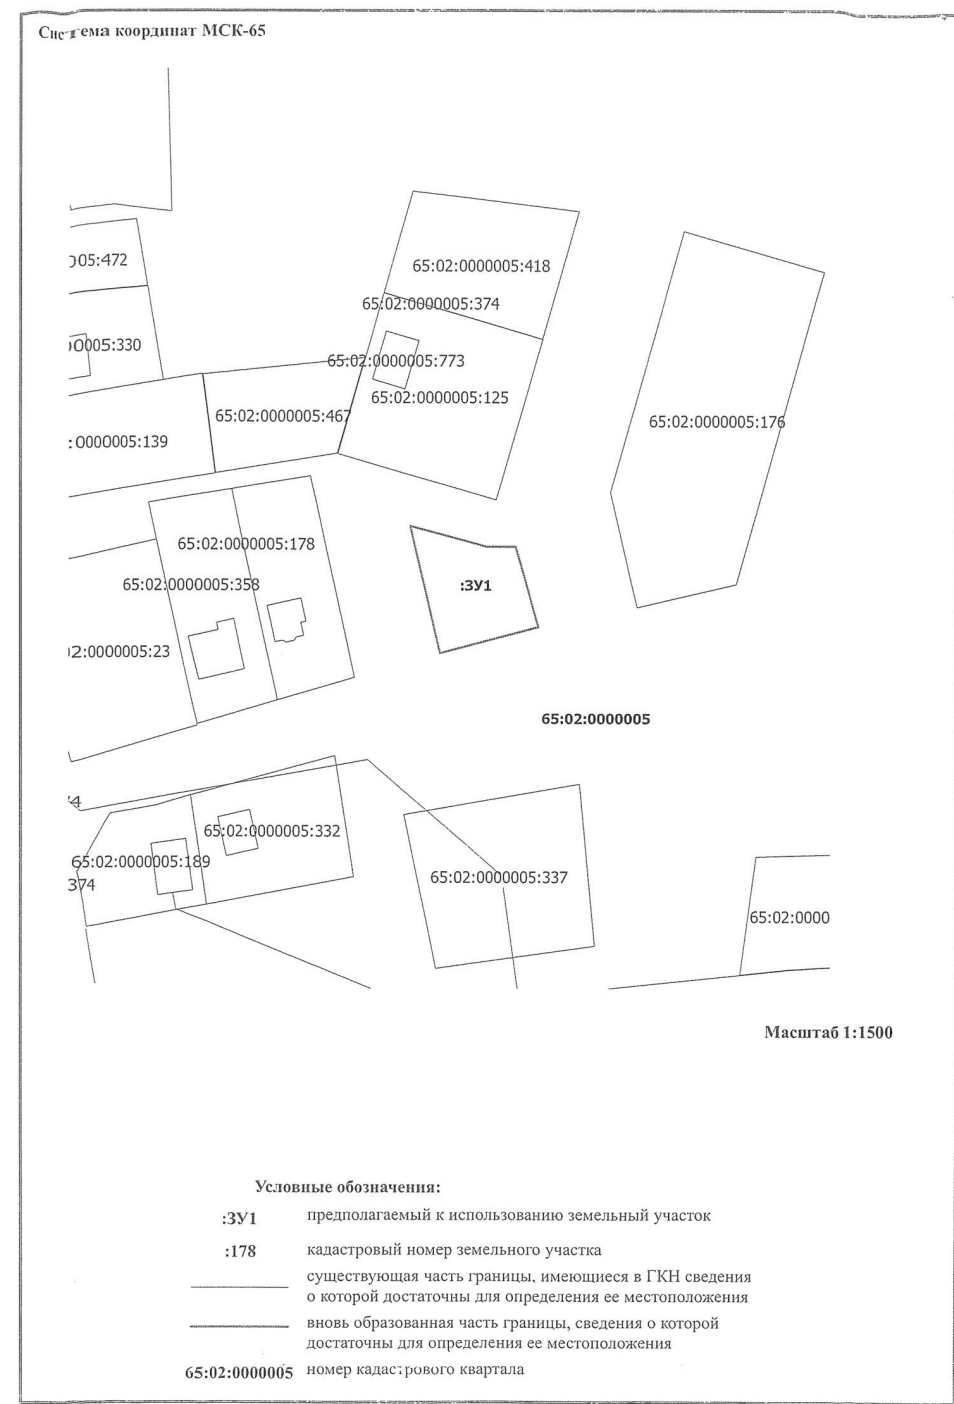 Система координат МСК-65
05:472
65:02:0000005:418
65:02:0000005:374
0005:330
65:02:0000005:773
65:02:0000005:125
65:02:0000005:467
65:02:0000005:176
:0000005:139
65:02:0000005:178
65:02:0000005:358
:ЗУ1
2:0000005:23
65:02:0000005
65:02:0000005:332
65:02:0000005:189
374
65:02:0000005:337
65:02:0000
Масштаб 1:1500
Условные обозначения:
:ЗУ1 предполагаемый к использованию земельный участок
:178 кадастровый номер земельного участка
существующая часть границы, имеющиеся в ГКН сведения
о которой достаточны для определения ее местоположения
вновь образованная часть границы, сведения о которой
достаточны для определения ее местоположения
65:02:0000005 номер кадастрового квартала